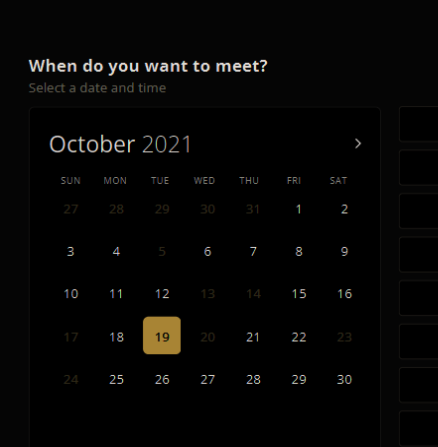 When do you want to meet?
Select a date and time
October 2021
SUN MON TUE WED THU FRI SAT
27 28 29 30 31 1 2
3 4 5 6 7 8 9
10 11 12 13 14 15 16
17 18 19 20 21 22 23
24 25 26 27 28 29 30